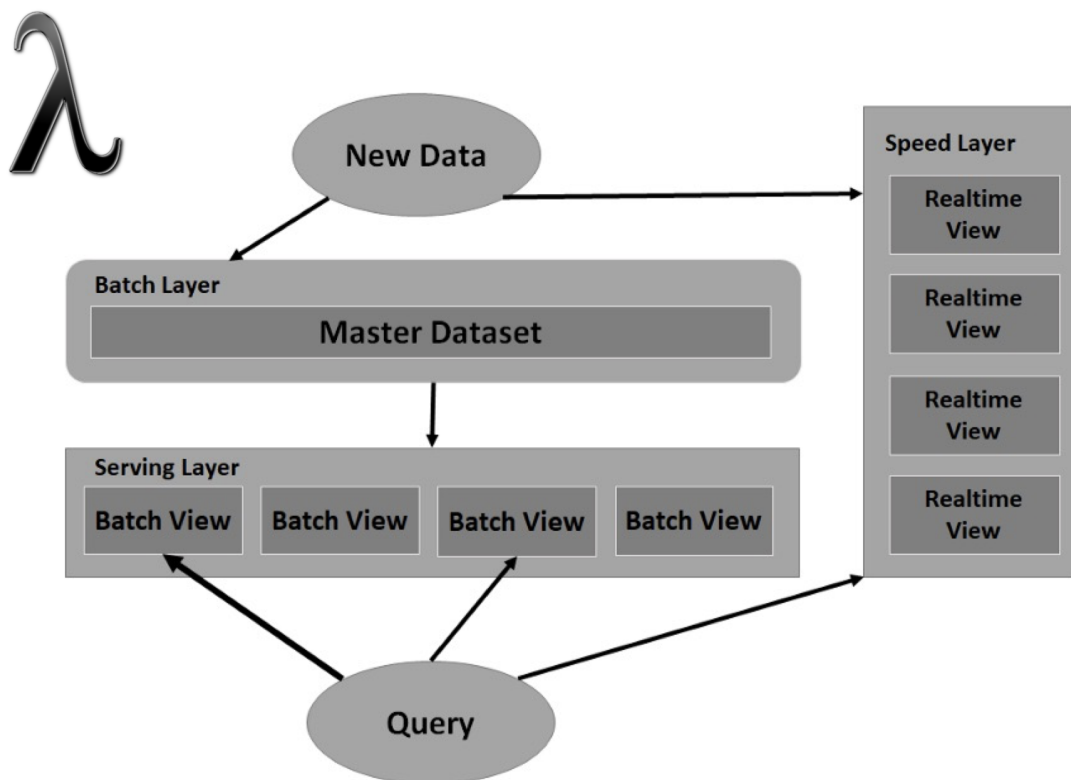 λ
New Data
Speed Layer
Realtime
View
Realtime
View
Realtime
View
Realtime
View
Batch Layer
Master Dataset
Serving Layer
Batch View
Batch View
Batch View
Batch View
Query